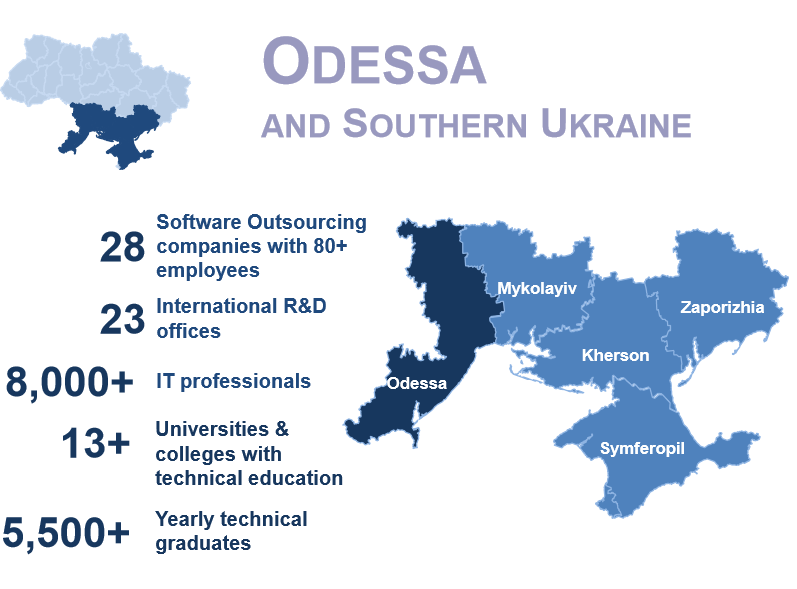 ODESSA
AND SOUTHERN UKRAINE
28
Software Outsourcing
companies with 80+
employees
23
International R&D
offices
8,000+
IT professionals
13+
Universities &
colleges with
technical education
5,500+
Yearly technical
graduates
Mykolayiv
Zaporizhia
Kherson
Odessa
Symferopil